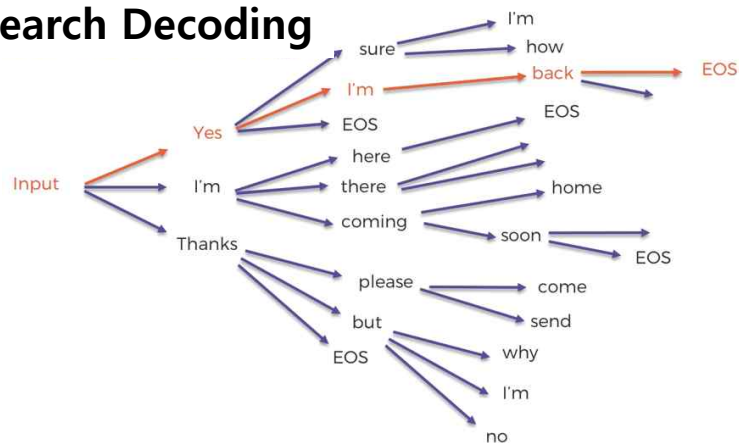 earch Decoding
I'm
sure
how
back
EOS
I'm
EOS
EOS
Yes
here
Input
I'm
there
home
coming
Thanks
soon
EOS
please
come
but
send
EOS
why
I'm
no